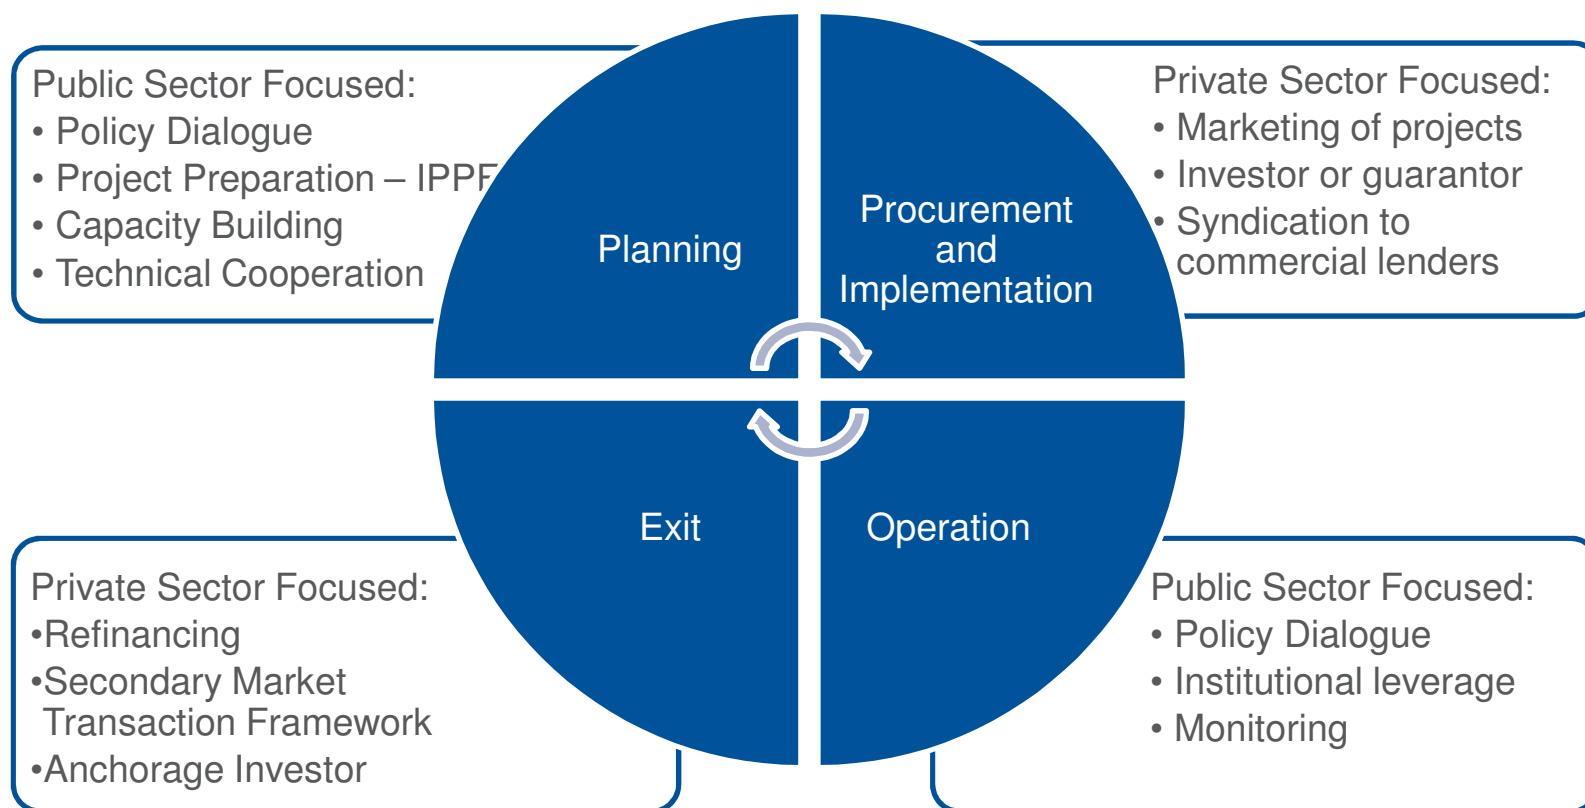 Public Sector Focused:
• Policy Dialogue
• Project Preparation – IPPF
• Capacity Building
• Technical Cooperation
Planning
Procurement
and
Implementation
Private Sector Focused:
• Marketing of projects
• Investor or guarantor
• Syndication to
commercial lenders
Exit
Operation
Private Sector Focused:
•Refinancing
•Secondary Market
Transaction Framework
•Anchorage Investor
Public Sector Focused:
• Policy Dialogue
• Institutional leverage
• Monitoring